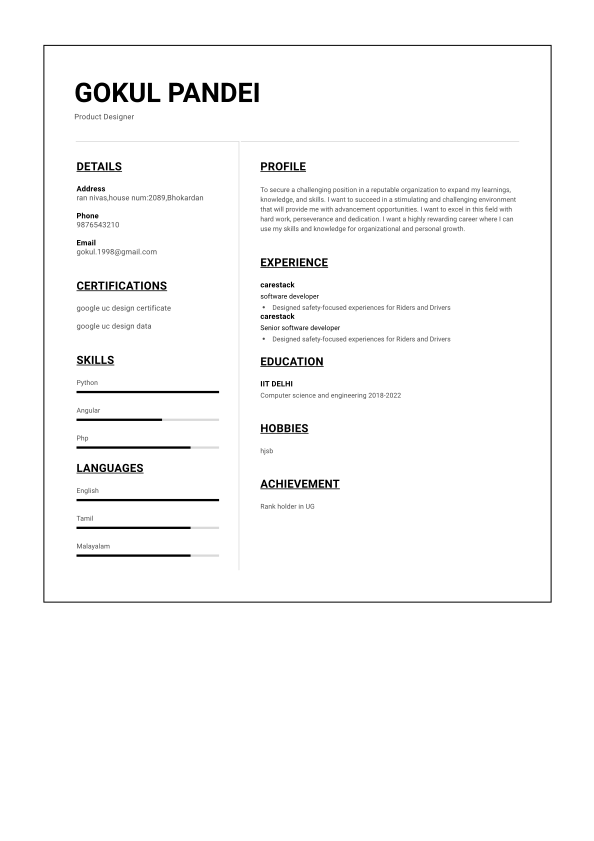 GOKUL PANDEI
Product Designer
DETAILS
Address
ran nivas,house num:2089,Bhokardan
Phone
9876543210
Email
gokul.1998@gmail.com
CERTIFICATIONS
google uc design certificate
google uc design data
SKILLS
Python
Angular
Php
LANGUAGES
English
Tamil
Malayalam
PROFILE
To secure a challenging position in a reputable organization to expand my learnings,
knowledge, and skills. I want to succeed in a stimulating and challenging environment
that will provide me with advancement opportunities. I want to excel in this field with
hard work, perseverance and dedication. I want a highly rewarding career where I can
use my skills and knowledge for organizational and personal growth.
EXPERIENCE
carestack
software developer
• Designed safety-focused experiences for Riders and Drivers
carestack
Senior software developer
• Designed safety-focused experiences for Riders and Drivers
EDUCATION
IIT DELHI
Computer science and engineering 2018-2022
HOBBIES
hjsb
ACHIEVEMENT
Rank holder in UG